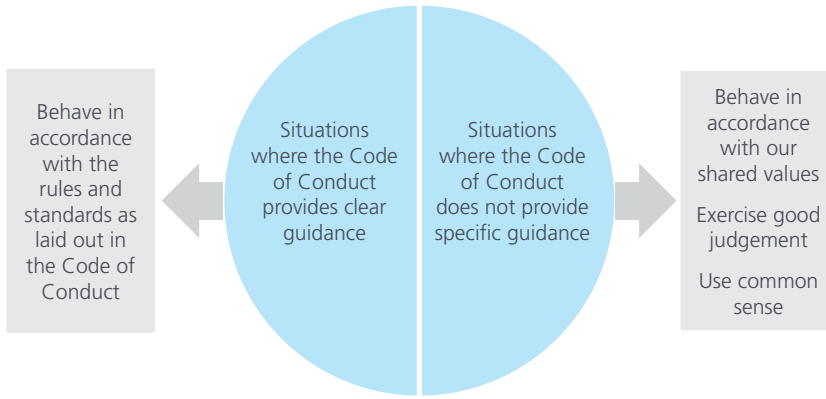 Behave in
accordance
with the
rules and
standards as
laid out in
the Code of
Conduct
Situations
where the Code
of Conduct
provides clear
guidance
Situations
where the Code
of Conduct
does not provide
specific guidance
Behave in
accordance
with our
shared values
Exercise good
judgement
Use common
sense